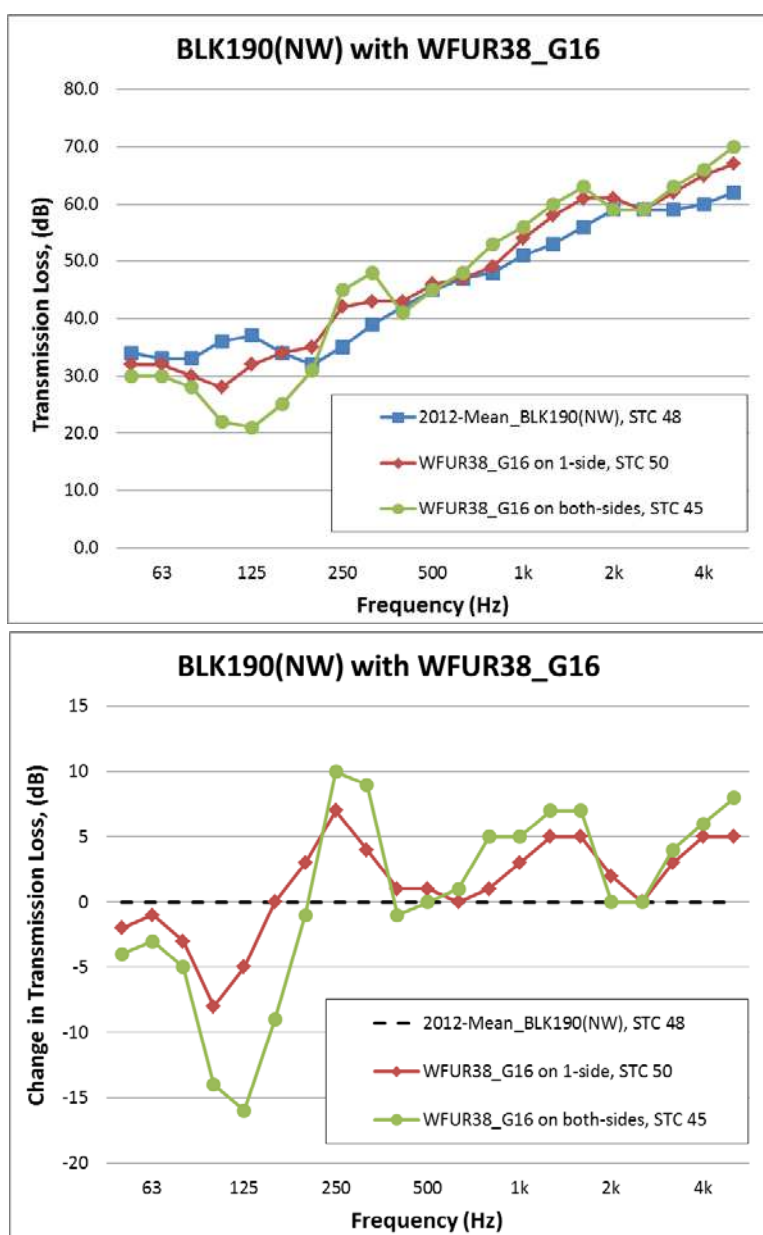 BLK190(NW) with WFUR38_G16
80.0
70.0
60.0
50.0
40.0
30.0
20.0
10.0
0.0
Transmission Loss, (dB)
2012-Mean_BLK190(NW), STC 48
WFUR38_G16 on 1-side, STC 50
WFUR38_G16 on both-sides, STC 45
63 125 250 500 1k 2k 4k
Frequency (Hz)
BLK190(NW) with WFUR38_G16
15
10
5
0
-5
-10
-15
-20
Change in Transmission Loss, (dB)
2012-Mean_BLK190(NW), STC 48
WFUR38_G16 on 1-side, STC 50
WFUR38_G16 on both-sides, STC 45
63 125 250 500 1k 2k 4k
Frequency (Hz)